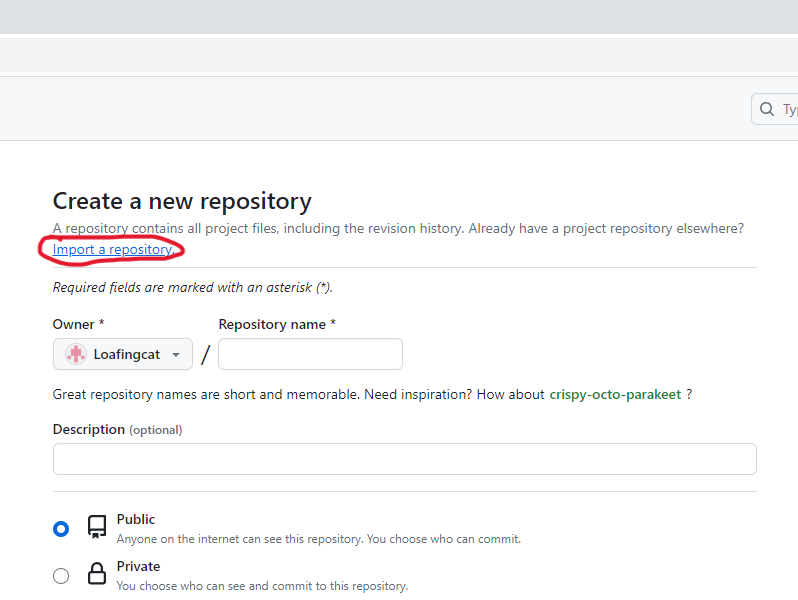 Ty
Create a new repository
A repository contains all project files, including the revision history. Already have a project repository elsewhere?
Import a repository.
Required fields are marked with an asterisk (*).
Owner * Repository name *
Loafingcat /
Great repository names are short and memorable. Need inspiration? How about crispy-octo-parakeet ?
Description (optional)
Public
Anyone on the internet can see this repository. You choose who can commit.
Private
You choose who can see and commit to this repository.